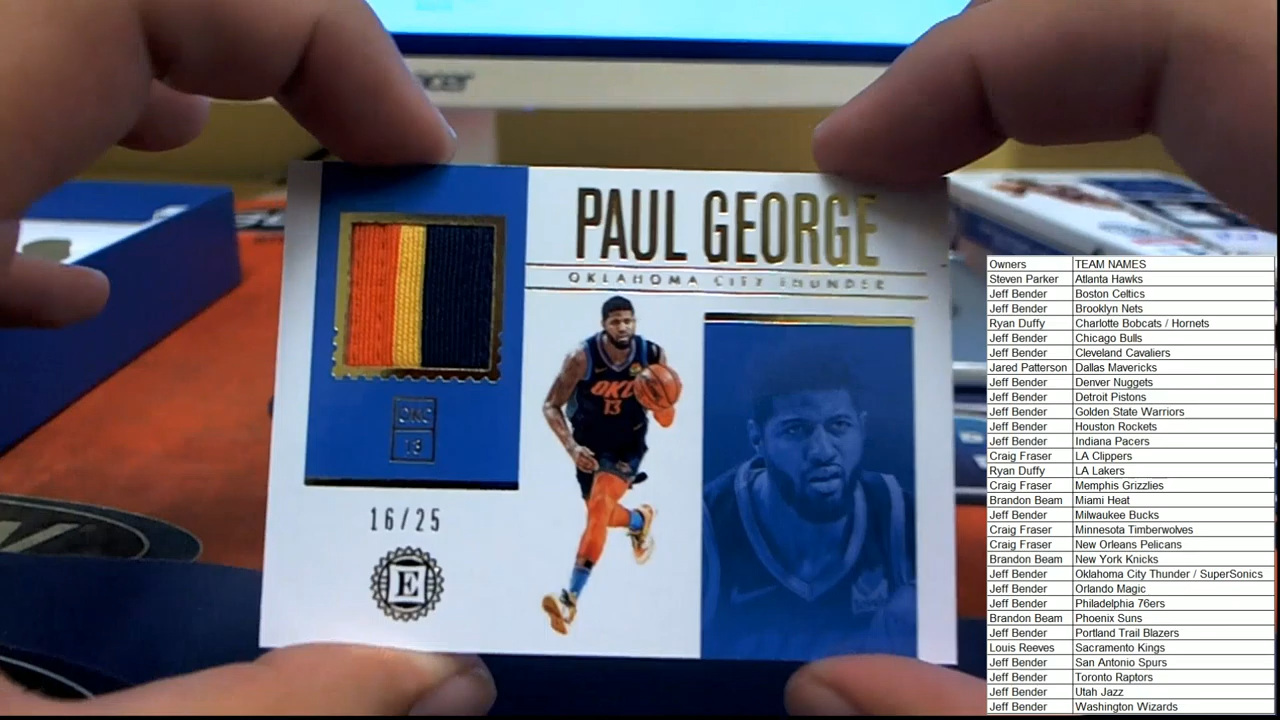 acer
PAUL GEORGE
OKLAHOMA CITY THUNDER
OKC
13
OKC
13
16/25
E
Owners TEAM NAMES
Steven Parker Atlanta Hawks
Jeff Bender Boston Celtics
Jeff Bender Brooklyn Nets
Ryan Duffy Charlotte Bobcats / Hornets
Jeff Bender Chicago Bulls
Jeff Bender Cleveland Cavaliers
Jared Patterson Dallas Mavericks
Jeff Bender Denver Nuggets
Jeff Bender Detroit Pistons
Jeff Bender Golden State Warriors
Jeff Bender Houston Rockets
Jeff Bender Indiana Pacers
Craig Fraser LA Clippers
Ryan Duffy LA Lakers
Craig Fraser Memphis Grizzlies
Brandon Beam Miami Heat
Jeff Bender Milwaukee Bucks
Craig Fraser Minnesota Timberwolves
Craig Fraser New Orleans Pelicans
Brandon Beam New York Knicks
Jeff Bender Oklahoma City Thunder / SuperSonics
Jeff Bender Orlando Magic
Jeff Bender Philadelphia 76ers
Brandon Beam Phoenix Suns
Jeff Bender Portland Trail Blazers
Louis Reeves Sacramento Kings
Jeff Bender San Antonio Spurs
Jeff Bender Toronto Raptors
Jeff Bender Utah Jazz
Jeff Bender Washington Wizards